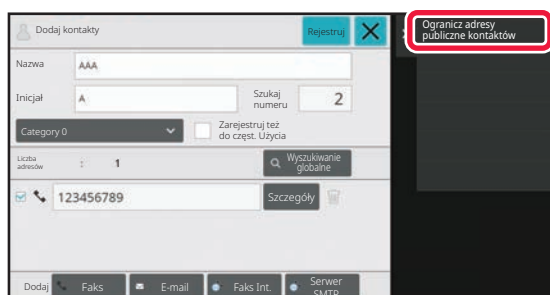 Dodaj kontakty
Rejestruj
Ogranicz adresy
publiczne kontaktów
Nazwa
AAA
Inicjał
A
Szukaj
numeru
2
Category 0
Zarejestruj też
do częst. Użycia
Liczba
adresów
:
1
Wyszukiwanie
globalne
123456789
Szczegóły
Dodaj
Faks
E-mail
Faks Int.
Serwer
SMTP